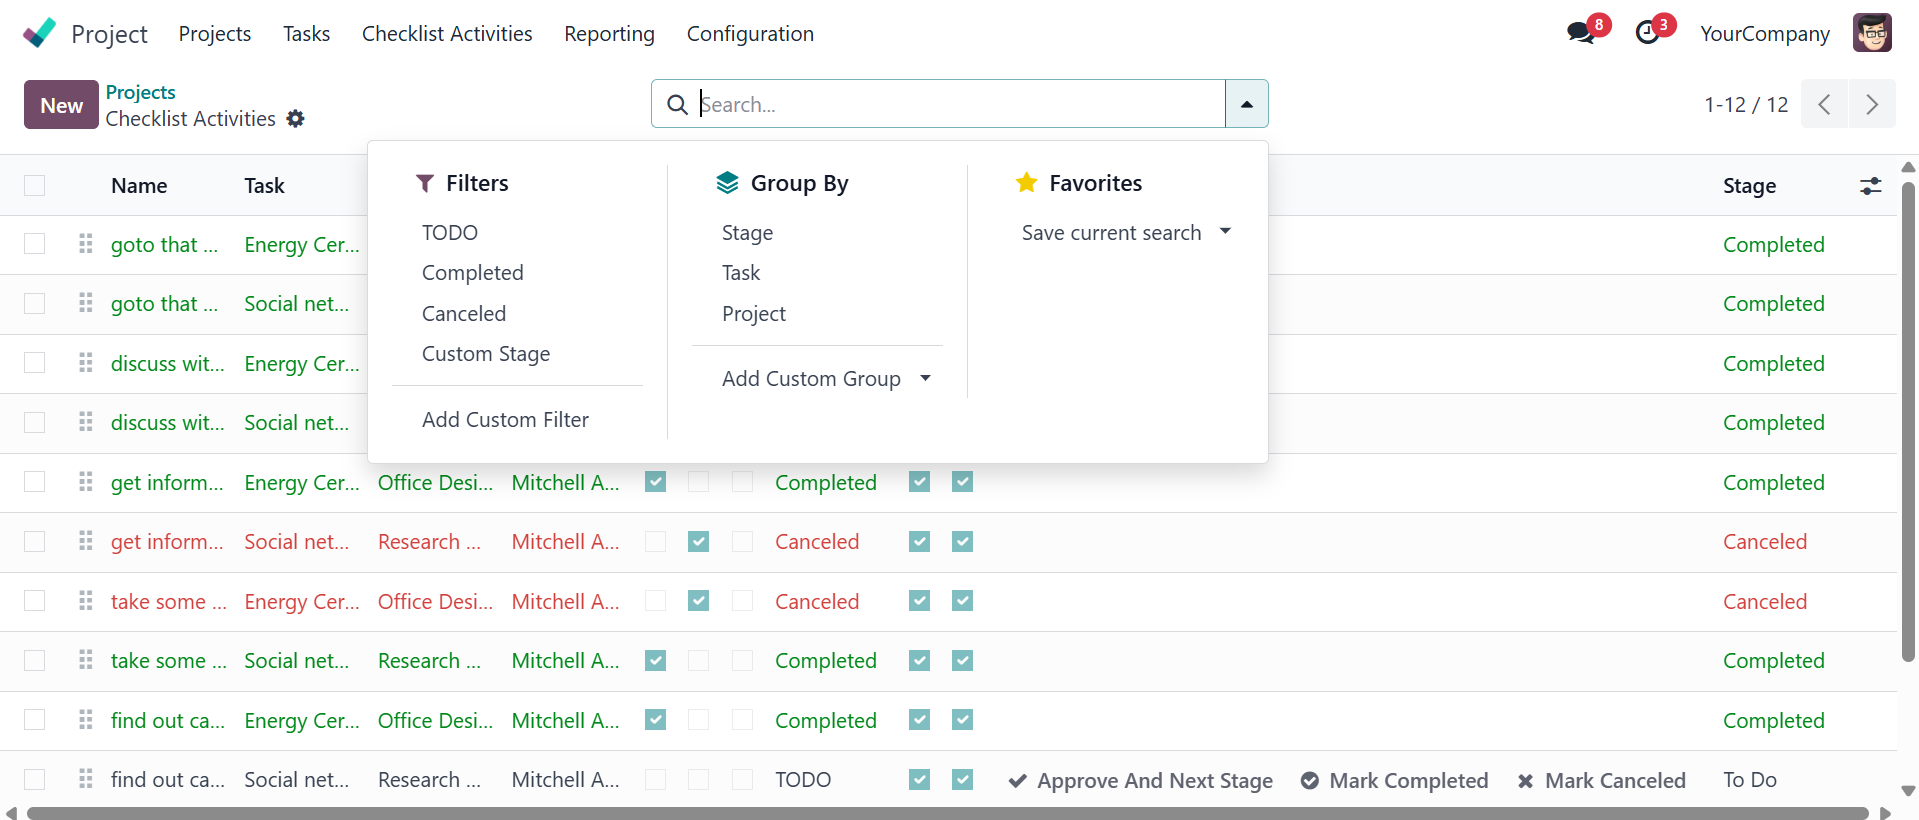 Project Projects Tasks Checklist Activities Reporting Configuration 8 3 YourCompany
New Projects
Checklist Activities
Search...
1-12 / 12
Filters
TODO
Completed
Canceled
Custom Stage
Add Custom Filter
Group By
Stage
Task
Project
Add Custom Group
Favorites
Save current search
Name Task Stage
goto that ... Energy Cer... Completed
goto that ... Social net... Completed
discuss wit... Energy Cer... Completed
discuss wit... Social net... Completed
get inform... Energy Cer... Office Desi... Mitchell A... Completed Completed
get inform... Social net... Research ... Mitchell A... Canceled Canceled
take some ... Energy Cer... Office Desi... Mitchell A... Canceled Canceled
take some ... Social net... Research ... Mitchell A... Completed Completed
find out ca... Energy Cer... Office Desi... Mitchell A... Completed Completed
find out ca... Social net... Research ... Mitchell A... TODO Approve And Next Stage Mark Completed Mark Canceled To Do